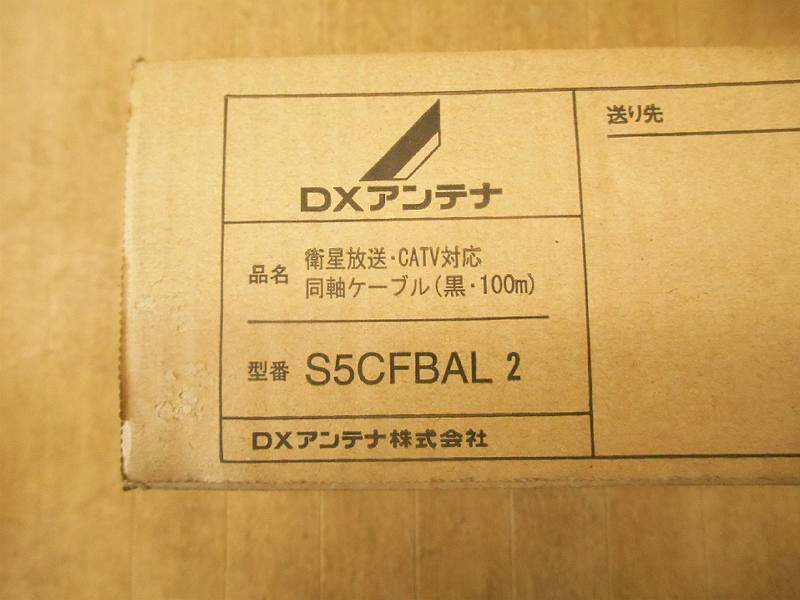 DXアンテナ
品名 衛星放送・CATV対応
同軸ケーブル(黒・100m)
型番 S5CFBAL 2
DXアンテナ株式会社
送り先